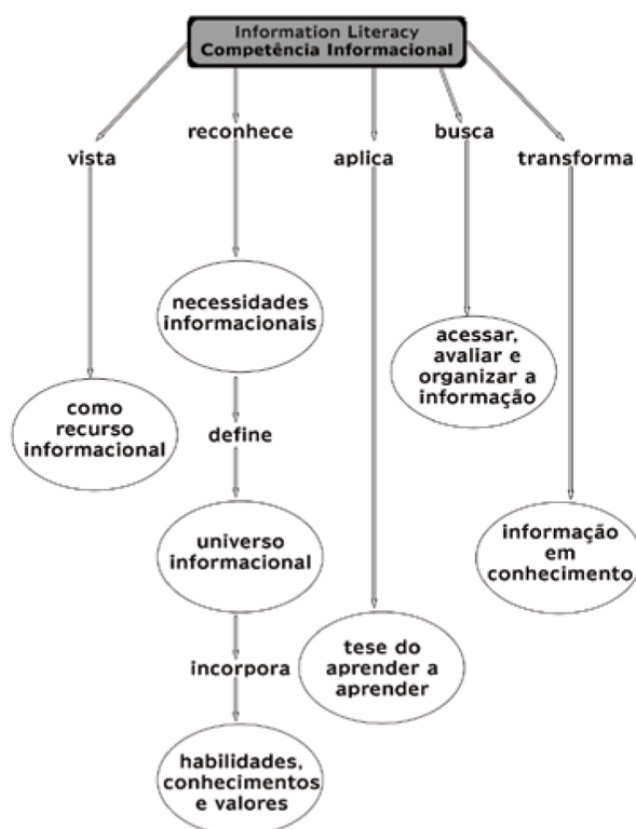 Information Literacy
Competência Informacional
vista
reconhece
aplica
busca
transforma
necessidades
informacionais
acessar,
avaliar e
organizar a
informação
como
recurso
informacional
define
universo
informacional
informação
em
conhecimento
incorpora
tese do
aprender a
aprender
habilidades,
conhecimentos
e valores